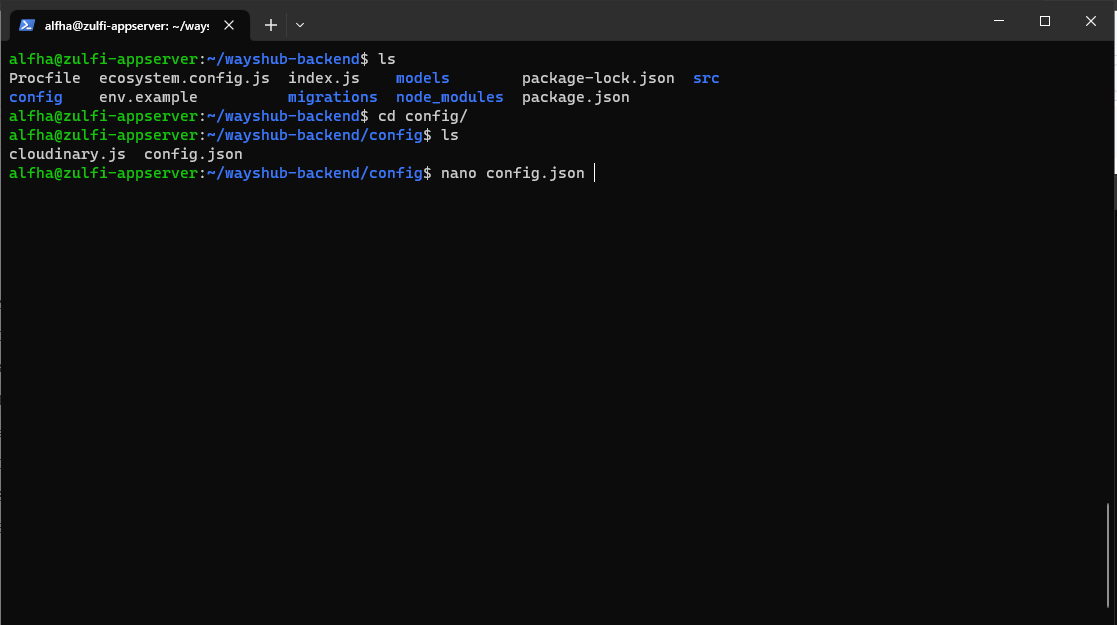 alfha@zulfi-appserver: ~/ways
alfha@zulfi-appserver:~/wayshub-backend$ ls
Procfile  ecosystem.config.js  index.js    models        package-lock.json  src
config    env.example          migrations  node_modules  package.json
alfha@zulfi-appserver:~/wayshub-backend$ cd config/
alfha@zulfi-appserver:~/wayshub-backend/config$ ls
cloudinary.js  config.json
alfha@zulfi-appserver:~/wayshub-backend/config$ nano config.json